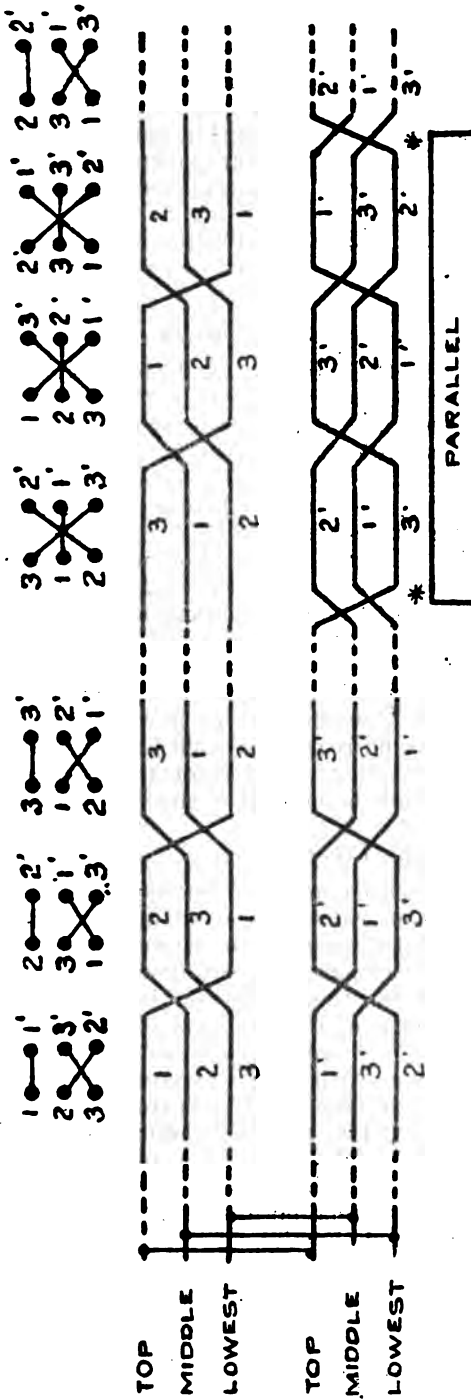 1 1' 2 2' 3 3' 3 2' 1 3' 2' 1' 2 2'
2 3' 3 1' 1 2' 1 1' 2 2' 3 3' 3 1'
3 2' 1 3' 2 1' 2 3' 3 1' 1 2' 1 3'
TOP 1 2 3 3 1 2
MIDDLE 2 3 1 1 2 3
LOWEST 3 1 2 2 3 1
TOP 1' 2' 3' 2' 3' 1' 2'
MIDDLE 3' 1' 2' 1' 2' 3' 1'
LOWEST 2' 3' 1' 3' 1' 2' 3'
* *
PARALLEL